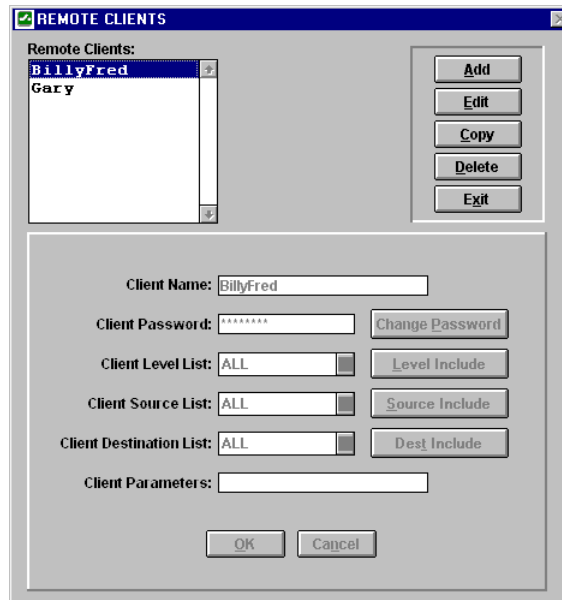 REMOTE CLIENTS
Remote Clients:
BillyFred
Gary
Add
Edit
Copy
Delete
Exit
Client Name: BillyFred
Client Password: ******** Change Password
Client Level List: ALL Level Include
Client Source List: ALL Source Include
Client Destination List: ALL Dest Include
Client Parameters:
OK Cancel